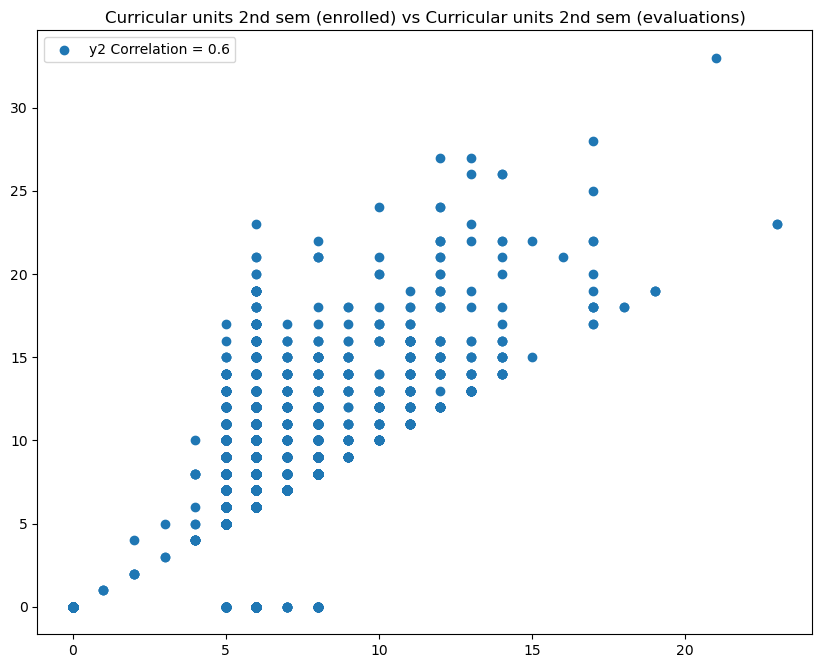 Curricular units 2nd sem (enrolled) vs Curricular units 2nd sem (evaluations)
y2 Correlation = 0.6
30
25
20
15
10
5
0
0 5 10 15 20